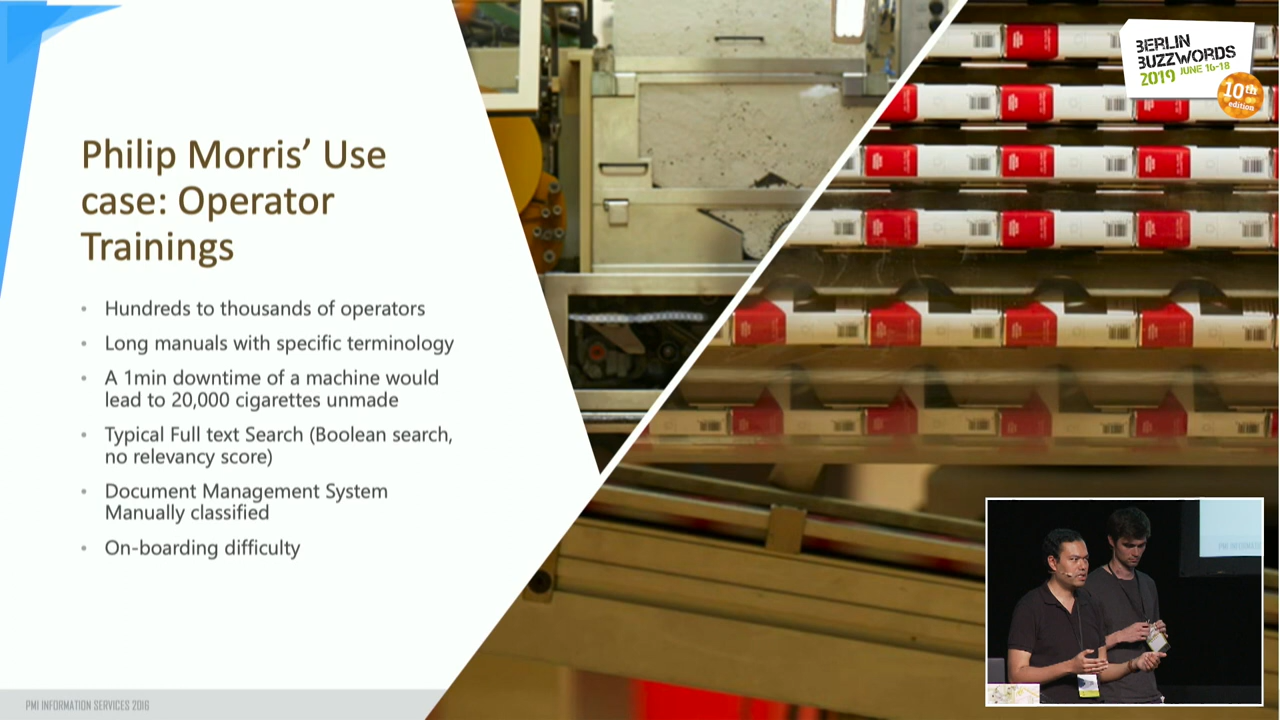 BERLIN
BUZZWORDS
2019 JUNE 16-18
10th
edition
Philip Morris’ Use
case: Operator
Trainings
• Hundreds to thousands of operators
• Long manuals with specific terminology
• A 1min downtime of a machine would
lead to 20,000 cigarettes unmade
• Typical Full text Search (Boolean search,
no relevancy score)
• Document Management System
Manually classified
• On-boarding difficulty
PMI INFORMATION SERVICES 2016